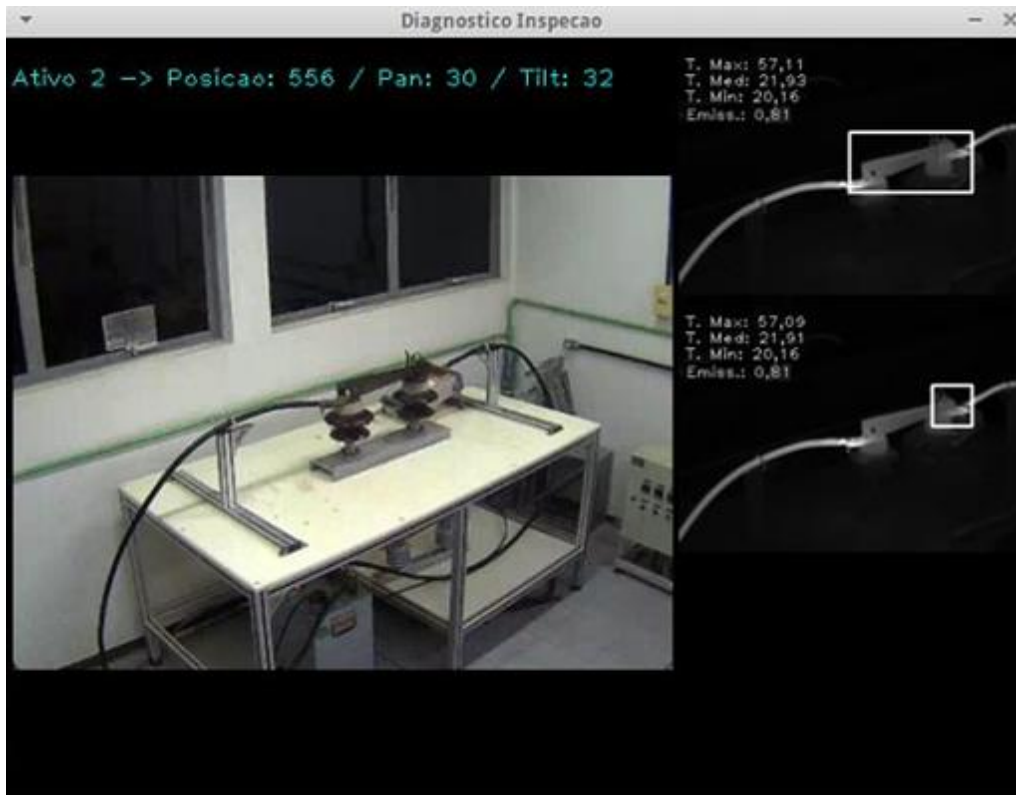 Diagnostico Inspecao
Ativo 2 -> Posicao: 556 / Pan: 30 / Tilt: 32
T. Max: 57,11
T. Med: 21,93
T. Min: 20,16
Emiss.: 0,81
T. Max: 57,09
T. Med: 21,91
T. Min: 20,16
Emiss.: 0,81